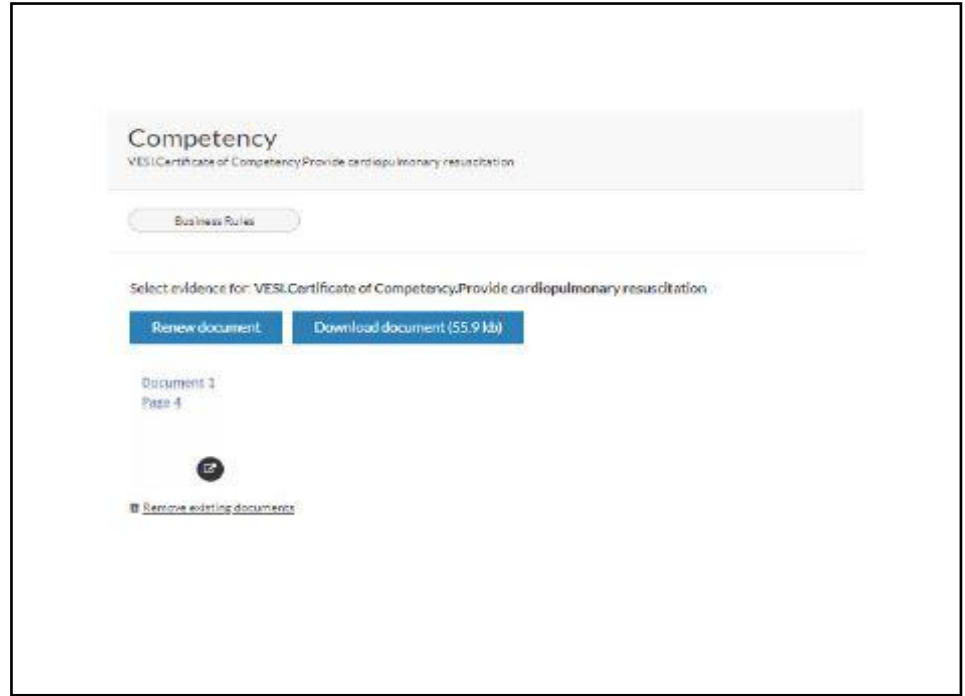 Competency
VESI.Certificate of Competency.Provide cardiopulmonary resuscitation
Business Rules
Select evidence for: VESI.Certificate of Competency.Provide cardiopulmonary resuscitation
Renew document
Download document (55.9 kb)
Document 1
Page 4
Remove existing documents